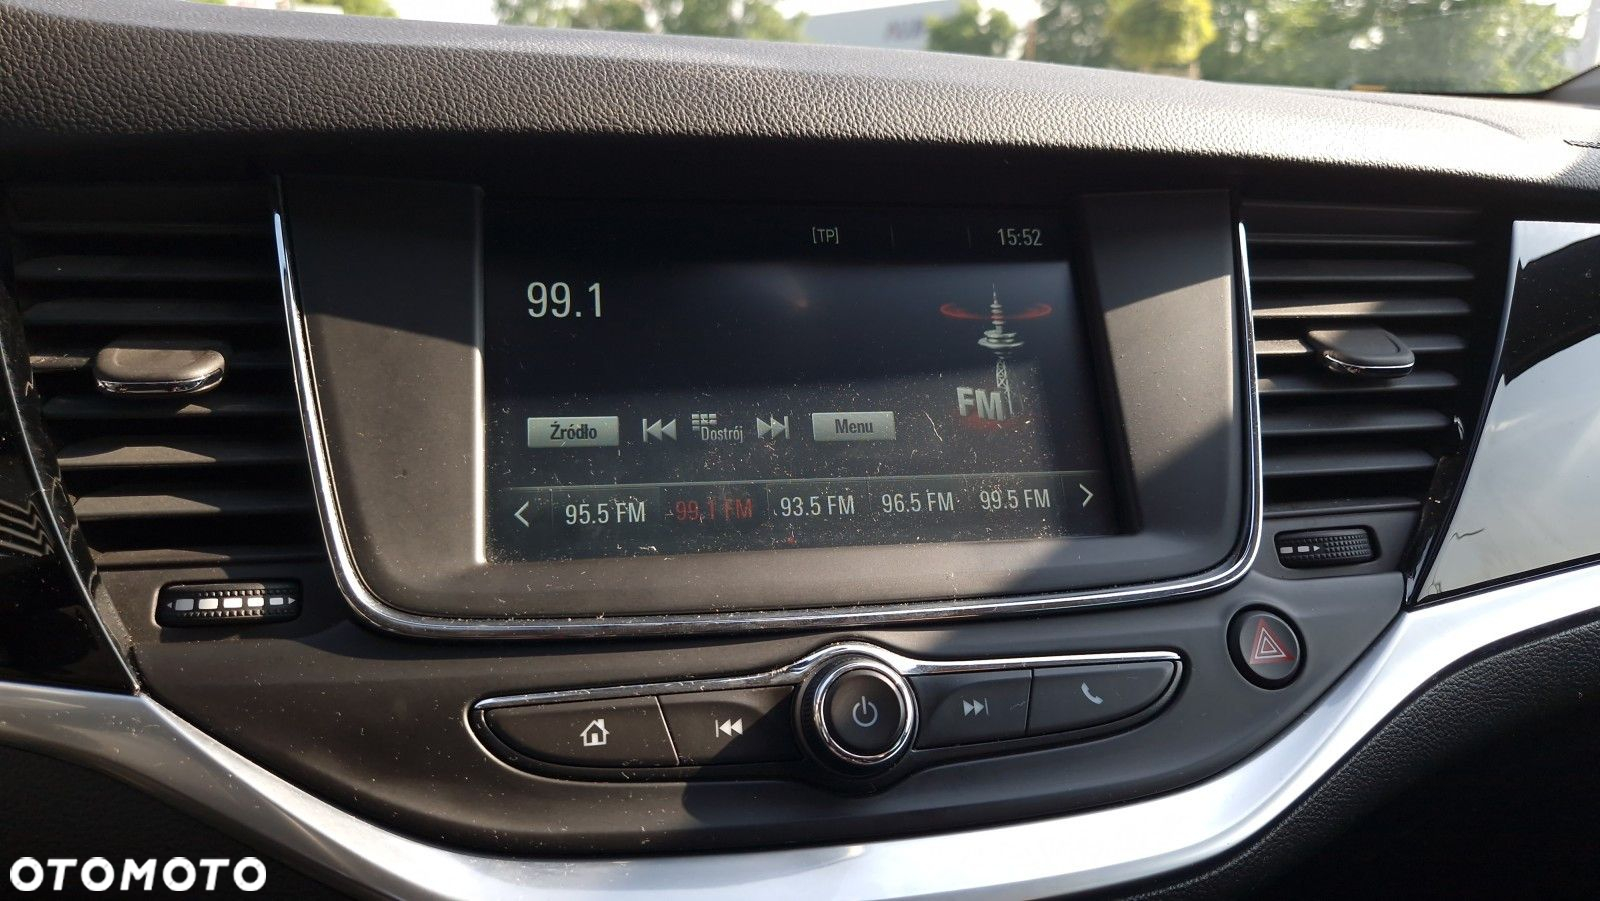 [TP] 15:52
99.1
FM
Źródło Dostrój Menu
95.5 FM 99.1 FM 93.5 FM 96.5 FM 99.5 FM
OTOMOTO